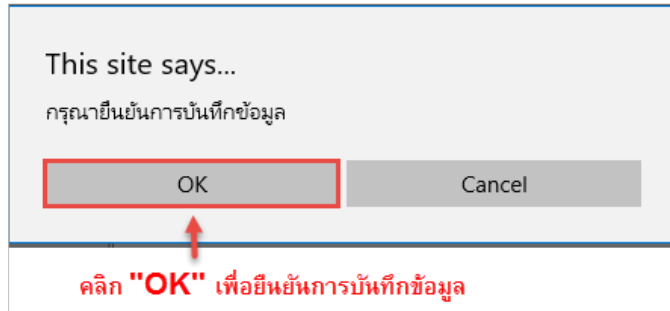 This site says...
กรุณายืนยันการบันทึกข้อมูล
OK
Cancel
คลิก "OK" เพื่อยืนยันการบันทึกข้อมูล